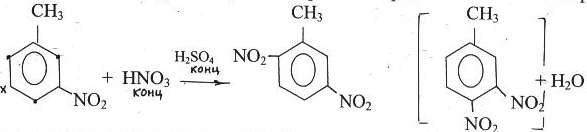 CH₃ CH₃ CH₃
H₂SO₄
конц
NO₂
x + HNO₃ + H₂O
конц
NO₂ NO₂ NO₂
NO₂